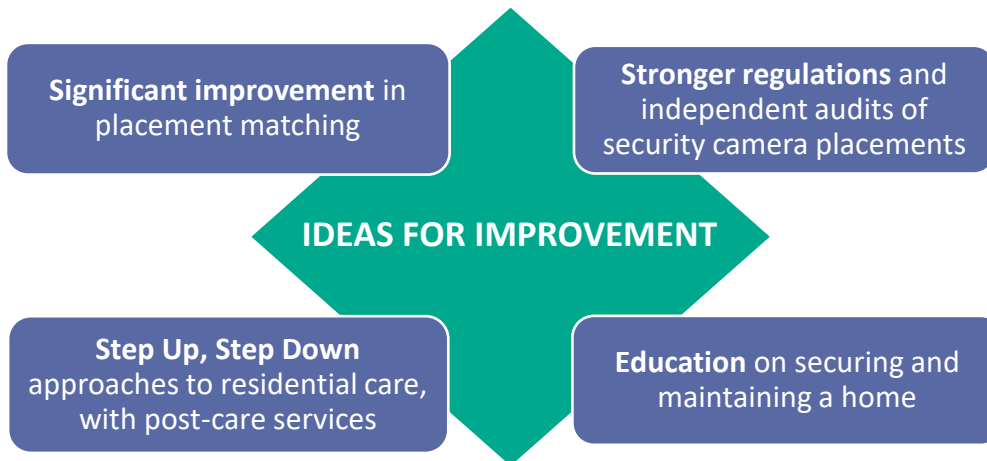 Significant improvement in
placement matching
Stronger regulations and
independent audits of
security camera placements
IDEAS FOR IMPROVEMENT
Step Up, Step Down
approaches to residential care,
with post-care services
Education on securing and
maintaining a home